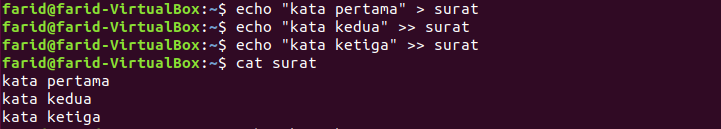 farid@farid-VirtualBox:~$ echo "kata pertama" > surat
farid@farid-VirtualBox:~$ echo "kata kedua" >> surat
farid@farid-VirtualBox:~$ echo "kata ketiga" >> surat
farid@farid-VirtualBox:~$ cat surat
kata pertama
kata kedua
kata ketiga